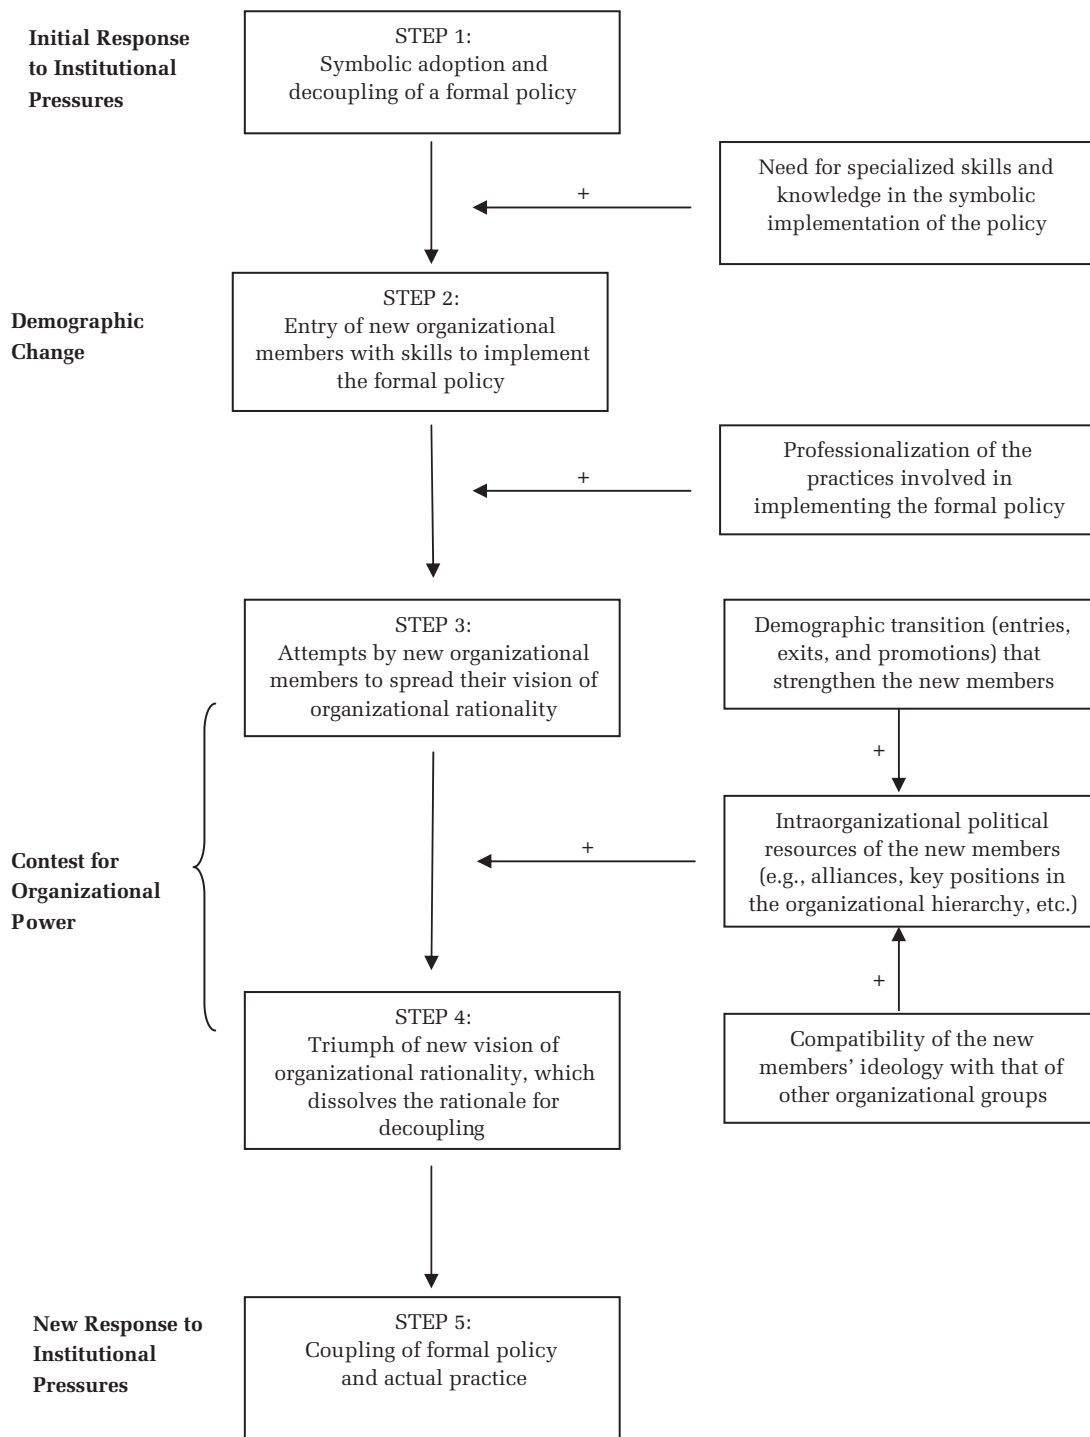 Initial Response
to Institutional
Pressures
STEP 1:
Symbolic adoption and
decoupling of a formal policy
+
Need for specialized skills and
knowledge in the symbolic
implementation of the policy
Demographic
Change
STEP 2:
Entry of new organizational
members with skills to implement
the formal policy
+
Professionalization of the
practices involved in
implementing the formal policy
STEP 3:
Attempts by new organizational
members to spread their vision of
organizational rationality
Demographic transition (entries,
exits, and promotions) that
strengthen the new members
+
Contest for
Organizational
Power
+
Intraorganizational political
resources of the new members
(e.g., alliances, key positions in
the organizational hierarchy, etc.)
+
STEP 4:
Triumph of new vision of
organizational rationality, which
dissolves the rationale for
decoupling
Compatibility of the new
members’ ideology with that of
other organizational groups
New Response to
Institutional
Pressures
STEP 5:
Coupling of formal policy
and actual practice